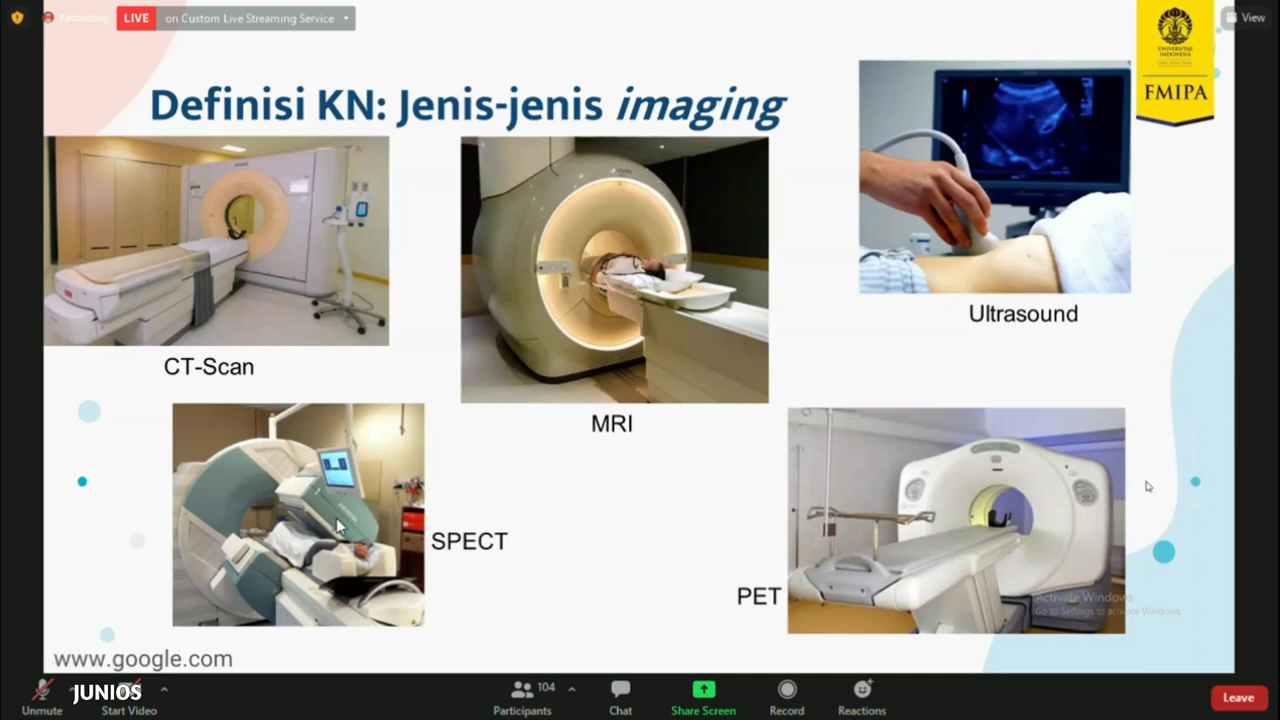 Recording
LIVE on Custom Live Streaming Service
View
UNIVERSITAS
INDONESIA
FMIPA
Definisi KN: Jenis-jenis imaging
Ultrasound
CT-Scan
MRI
SPECT
PET
Activate Windows
Go to Settings to activate Windows.
www.google.com
JUNIOS
Unmute
Start Video
104
Participants
Chat
Share Screen
Record
Reactions
Leave